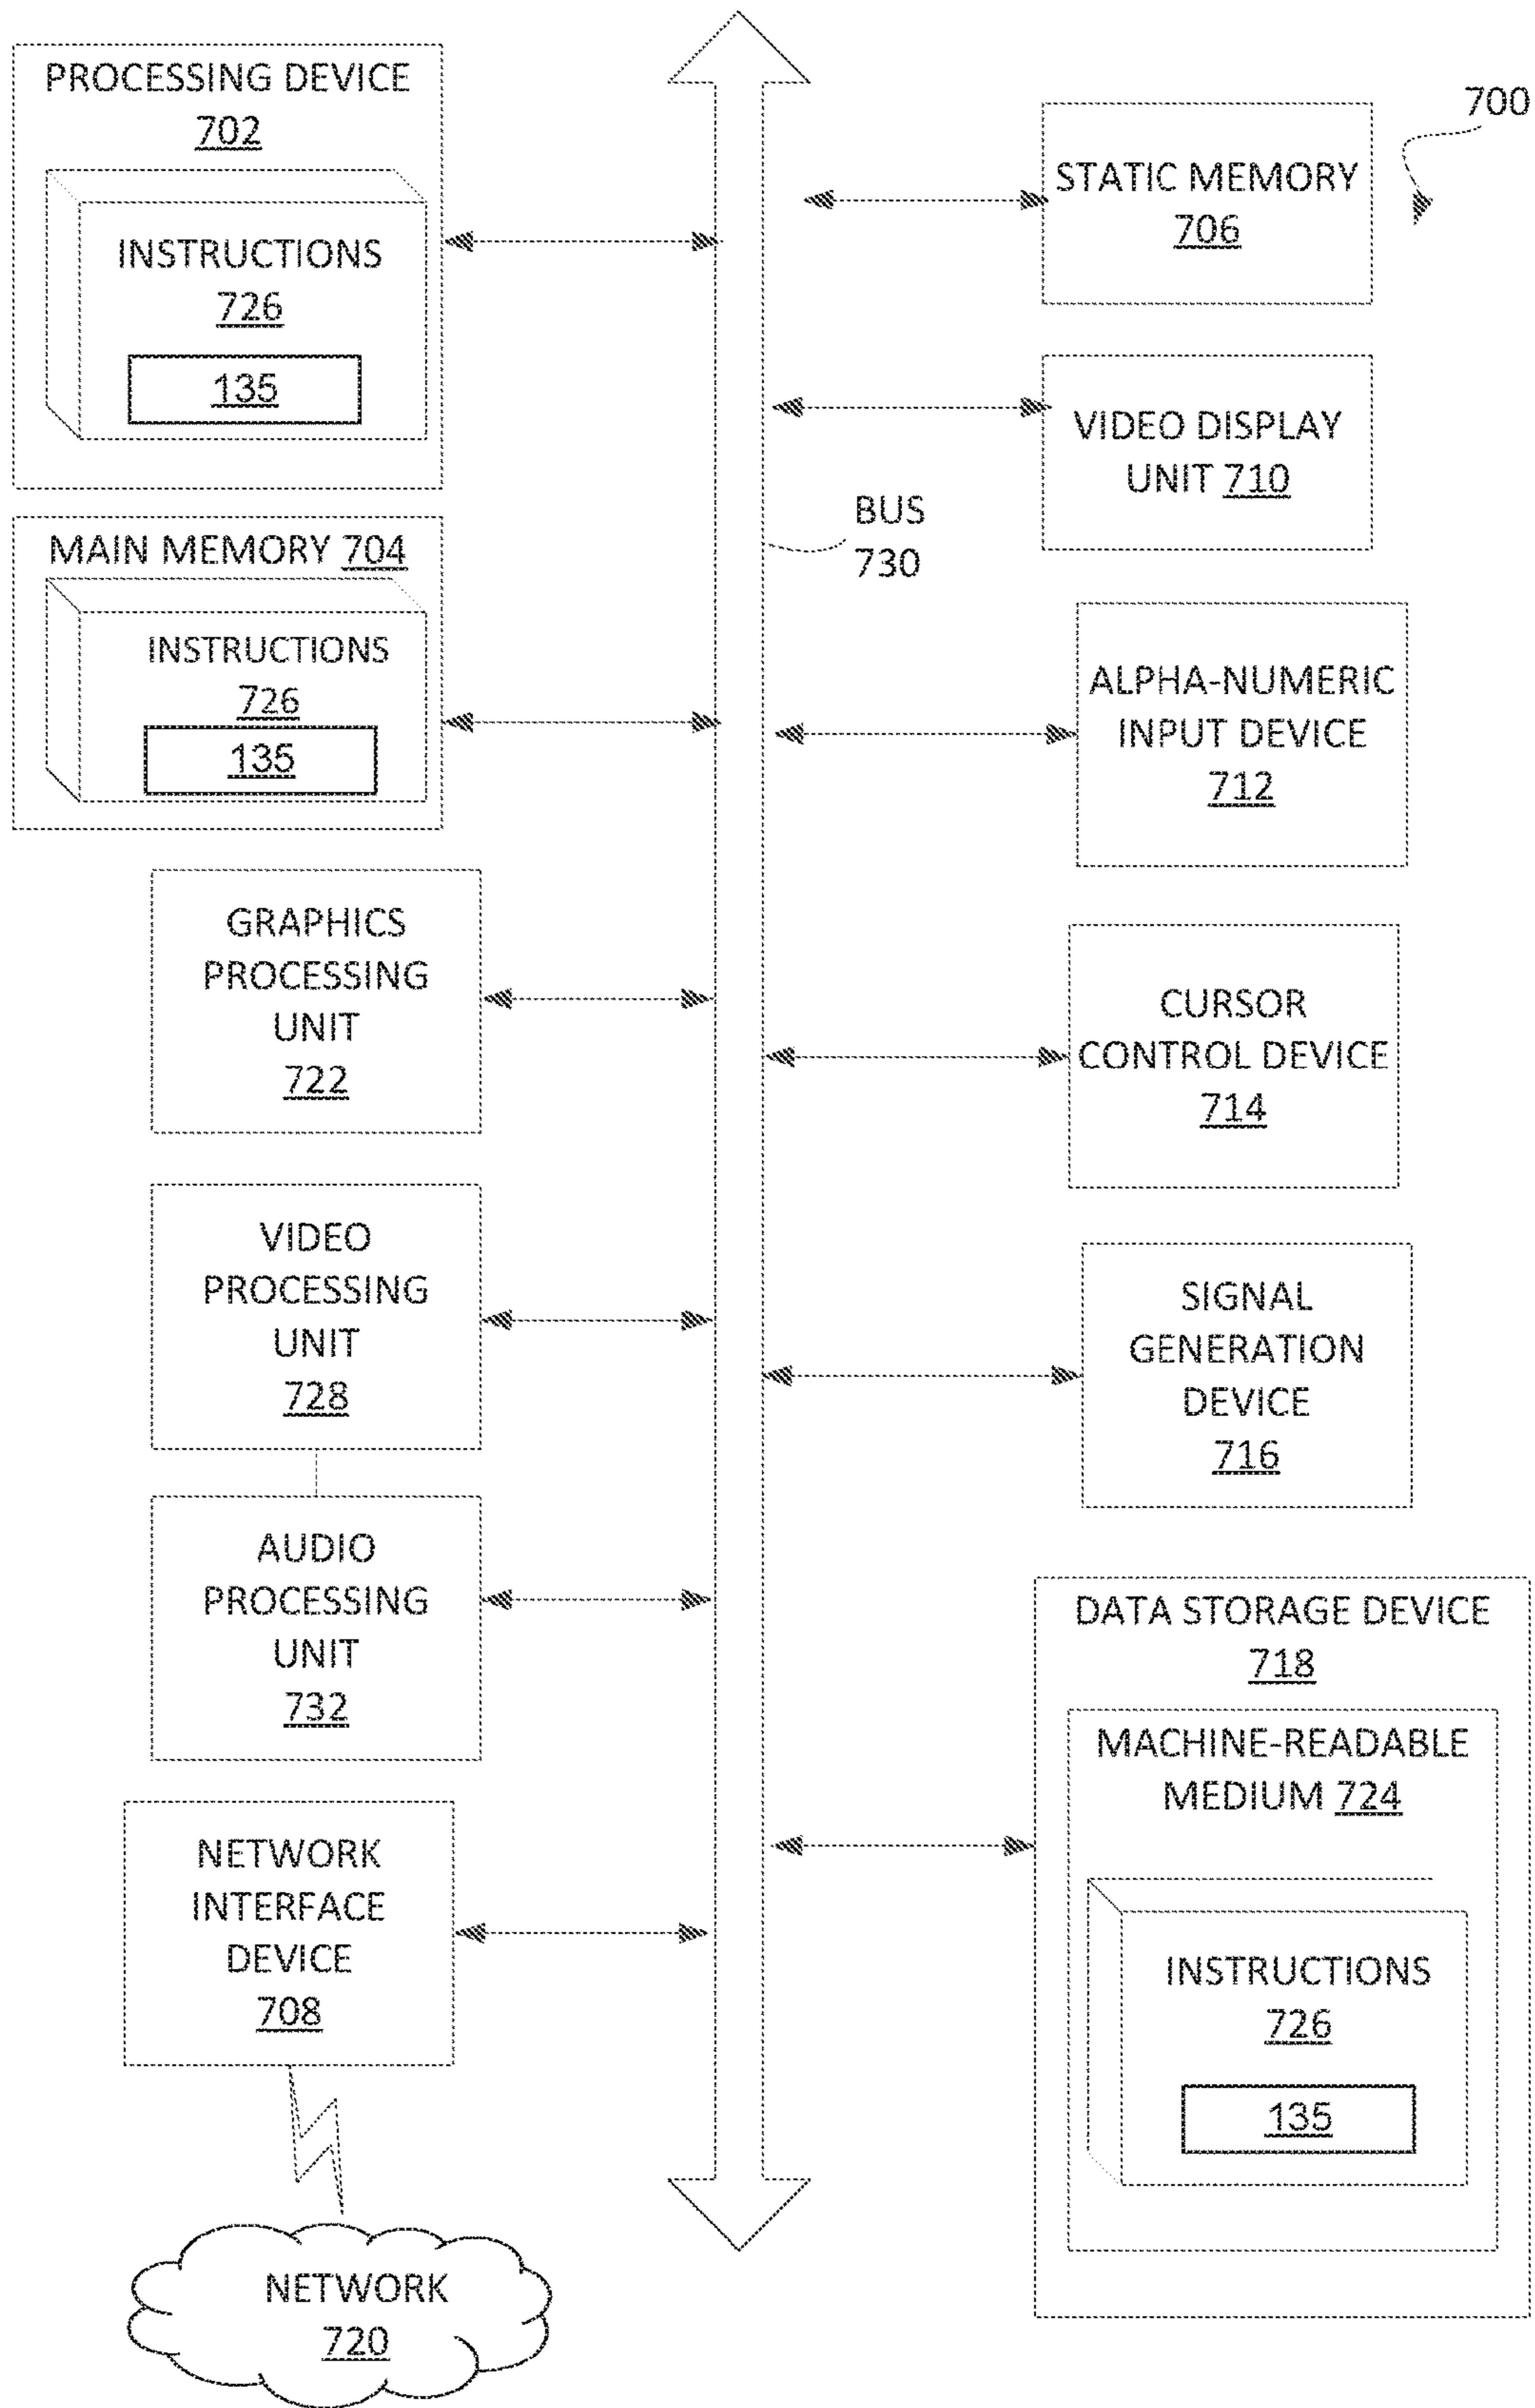 PROCESSING DEVICE
702
INSTRUCTIONS
726
135
MAIN MEMORY 704
INSTRUCTIONS
726
135
GRAPHICS
PROCESSING
UNIT
722
VIDEO
PROCESSING
UNIT
728
AUDIO
PROCESSING
UNIT
732
NETWORK
INTERFACE
DEVICE
708
NETWORK
720
BUS
730
700
STATIC MEMORY
706
VIDEO DISPLAY
UNIT 710
ALPHA-NUMERIC
INPUT DEVICE
712
CURSOR
CONTROL DEVICE
714
SIGNAL
GENERATION
DEVICE
716
DATA STORAGE DEVICE
718
MACHINE-READABLE
MEDIUM 724
INSTRUCTIONS
726
135